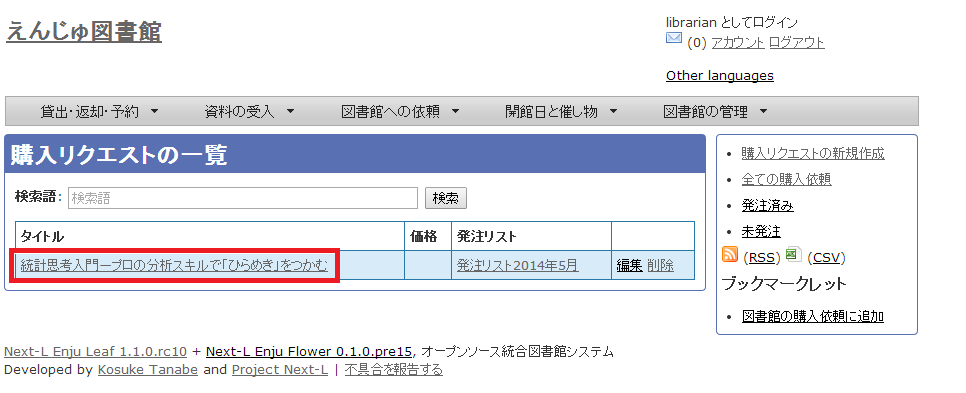 えんじゅ図書館
librarian としてログイン
(0) アカウント ログアウト
Other languages
貸出・返却・予約 資料の受入 図書館への依頼 開館日と催し物 図書館の管理
購入リクエストの一覧
検索語: 検索語 検索
タイトル 価格 発注リスト
統計思考入門ープロの分析スキルで「ひらめき」をつかむ 発注リスト2014年5月 編集 削除
購入リクエストの新規作成
全ての購入依頼
発注済み
未発注
(RSS) (CSV)
ブックマークレット
図書館の購入依頼に追加
Next-L Enju Leaf 1.1.0.rc10 + Next-L Enju Flower 0.1.0.pre15, オープンソース統合図書館システム
Developed by Kosuke Tanabe and Project Next-L | 不具合を報告する